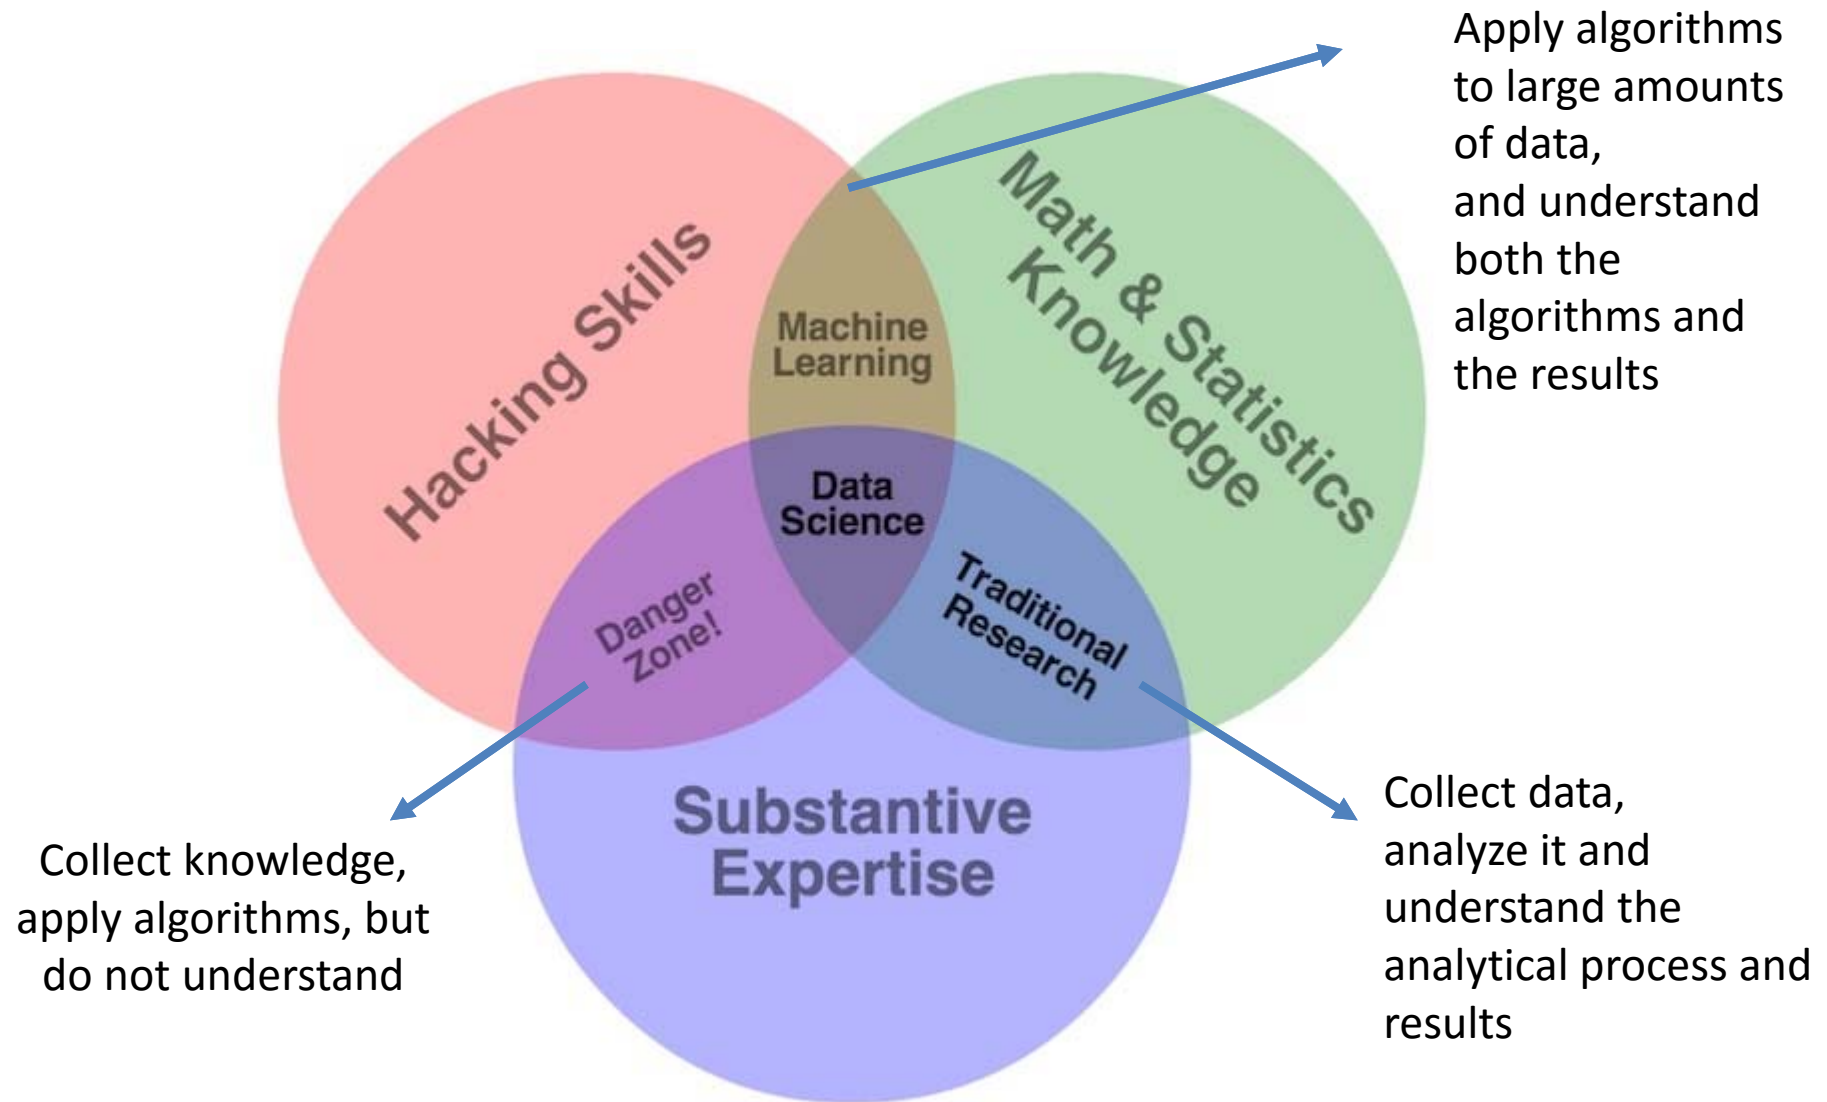 Apply algorithms
to large amounts
of data,
and understand
both the
algorithms and
the results
Hacking Skills
Math & Statistics
Knowledge
Machine
Learning
Data
Science
Danger
Zone!
Traditional
Research
Substantive
Expertise
Collect knowledge,
apply algorithms, but
do not understand
Collect data,
analyze it and
understand the
analytical process and
results